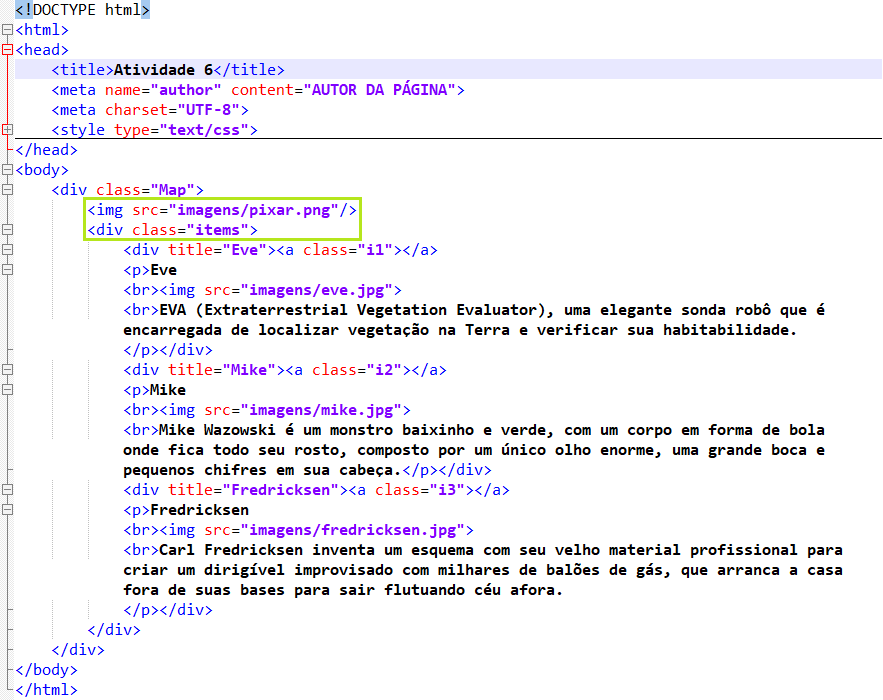 <!DOCTYPE html>
<html>
<head>
<title>Atividade 6</title>
<meta name="author" content="AUTOR DA PÁGINA">
<meta charset="UTF-8">
<style type="text/css">
</head>
<body>
<div class="Map">
<img src="imagens/pixar.png"/>
<div class="items">
<div title="Eve"><a class="i1"></a>
<p>Eve
<br><img src="imagens/eve.jpg">
<br>EVA (Extraterrestrial Vegetation Evaluator), uma elegante sonda robô que é
encarregada de localizar vegetação na Terra e verificar sua habitabilidade.
</p></div>
<div title="Mike"><a class="i2"></a>
<p>Mike
<br><img src="imagens/mike.jpg">
<br>Mike Wazowski é um monstro baixinho e verde, com um corpo em forma de bola
onde fica todo seu rosto, composto por um único olho enorme, uma grande boca e
pequenos chifres em sua cabeça.</p></div>
<div title="Fredricksen"><a class="i3"></a>
<p>Fredricksen
<br><img src="imagens/fredricksen.jpg">
<br>Carl Fredricksen inventa um esquema com seu velho material profissional para
criar um dirigível improvisado com milhares de balões de gás, que arranca a casa
fora de suas bases para sair flutuando céu afora.
</p></div>
</div>
</div>
</body>
</html>